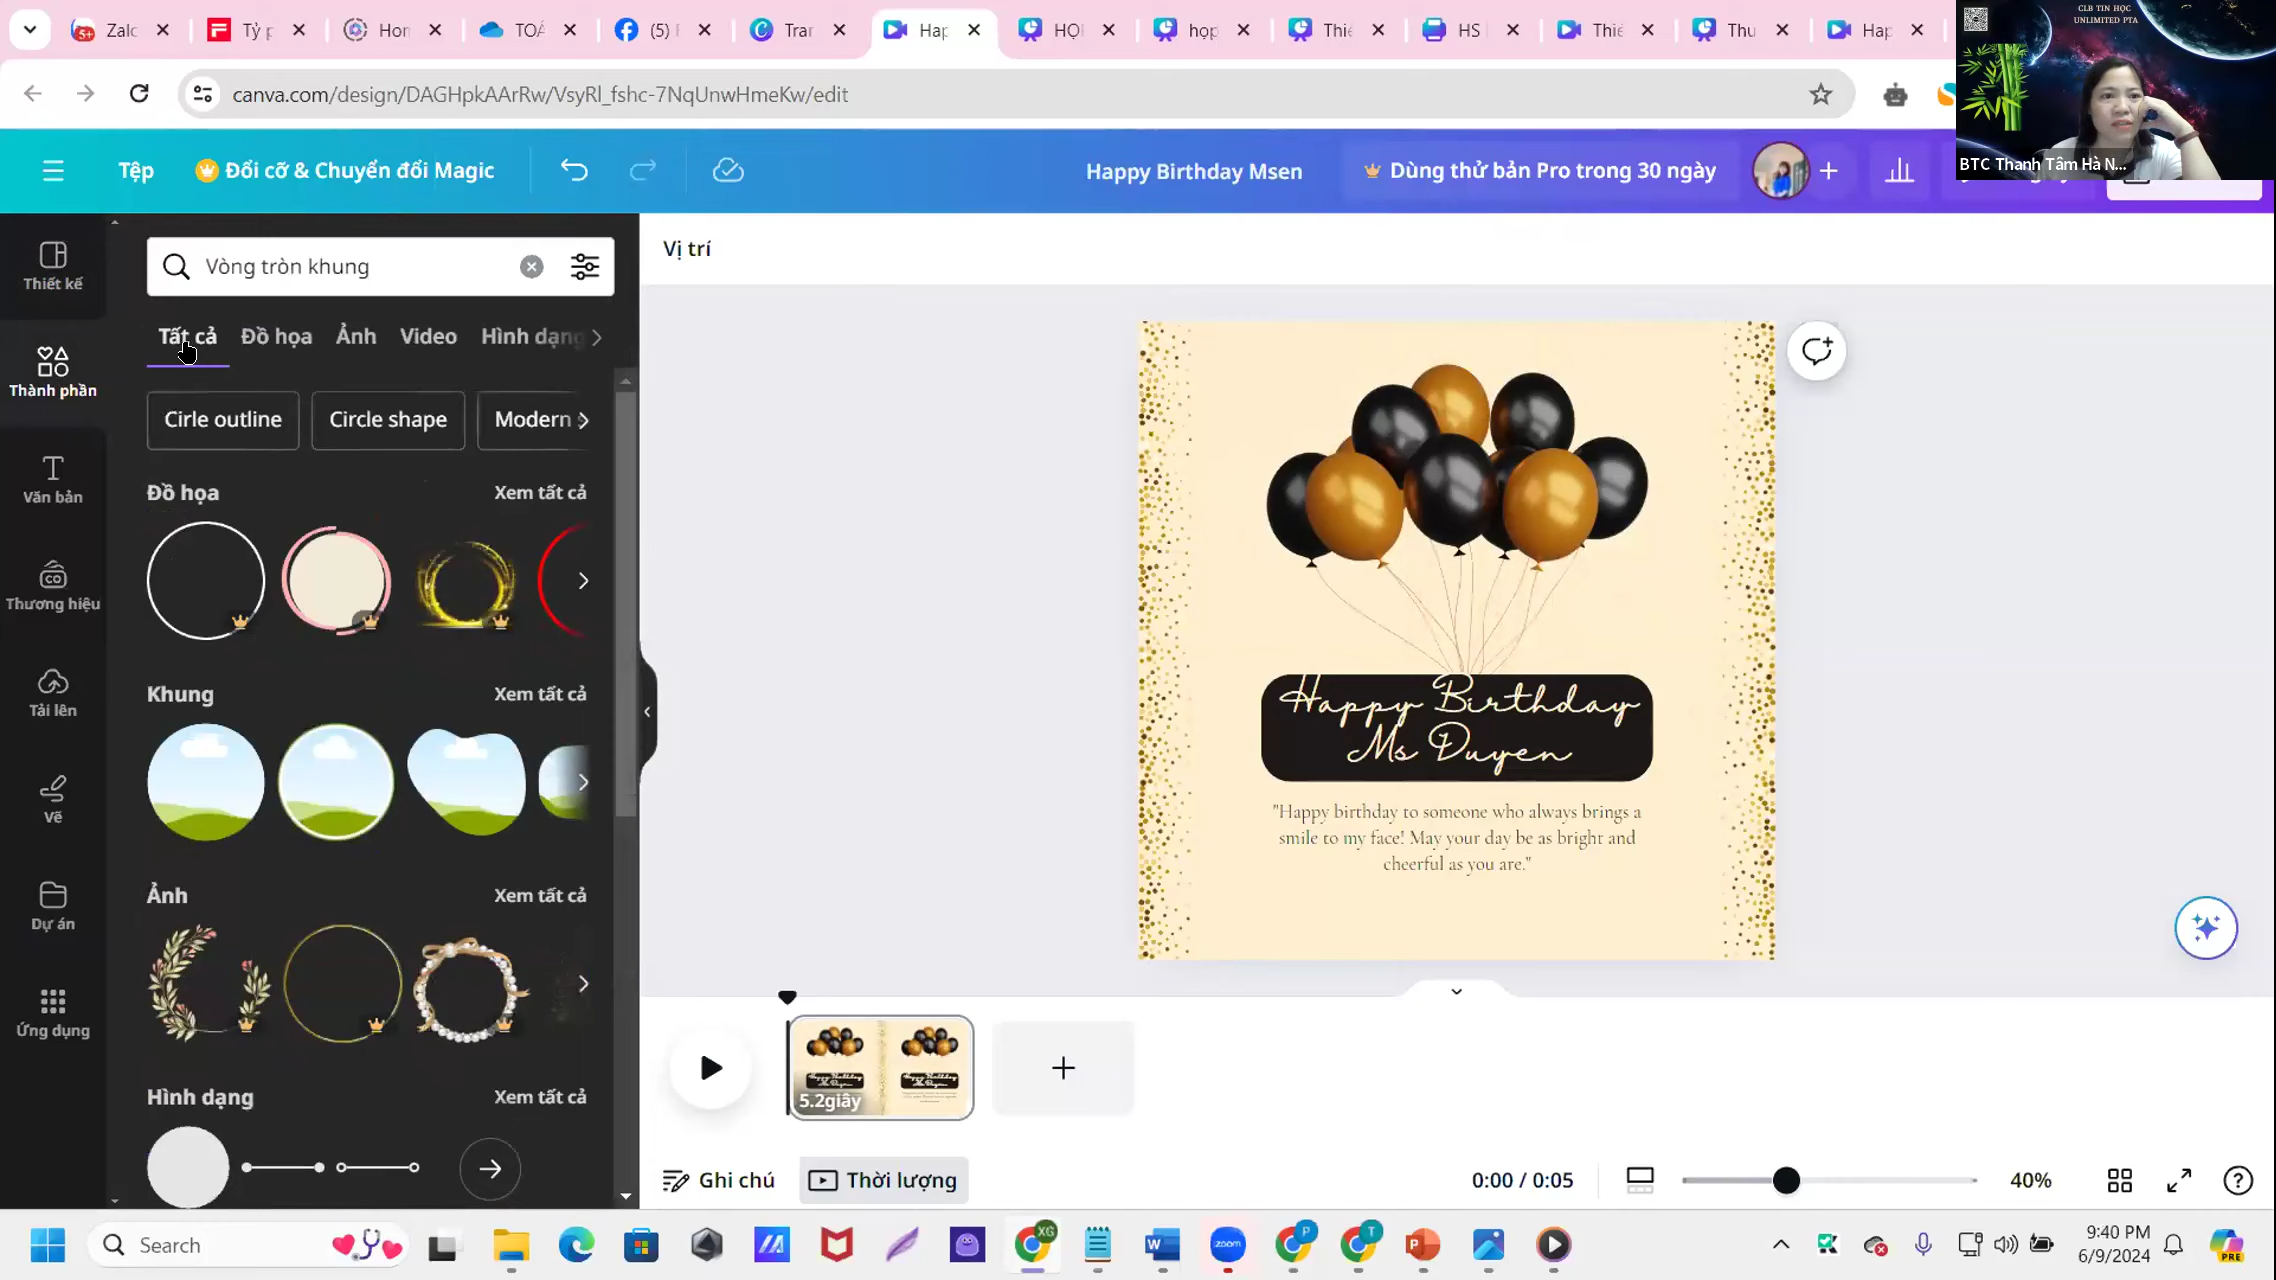 Zalo
Tỷ p
Hon
TOÁ
(5) F
Trar
Hap
HỌI
họp
Thiế
HS
Thiế
Thu
Hap
CLB TIN HỌC
UNLIMITED PTA
canva.com/design/DAGHpkAArRw/VsyRl_fshc-7NqUnwHmeKw/edit
BTC Thanh Tâm Hà N...
Tệp
Đổi cỡ & Chuyển đổi Magic
Happy Birthday Msen
Dùng thử bản Pro trong 30 ngày
Thiết kế
Thành phần
Văn bản
Thương hiệu
Tải lên
Vẽ
Dự án
Ứng dụng
Vòng tròn khung
Tất cả
Đồ họa
Ảnh
Video
Hình dạng
Cirle outline
Circle shape
Modern
Đồ họa
Xem tất cả
Khung
Xem tất cả
Ảnh
Xem tất cả
Hình dạng
Xem tất cả
Vị trí
Happy Birthday
Ms Duyen
"Happy birthday to someone who always brings a
smile to my face! May your day be as bright and
cheerful as you are."
5.2giây
Ghi chú
Thời lượng
0:00 / 0:05
40%
Search
9:40 PM
6/9/2024